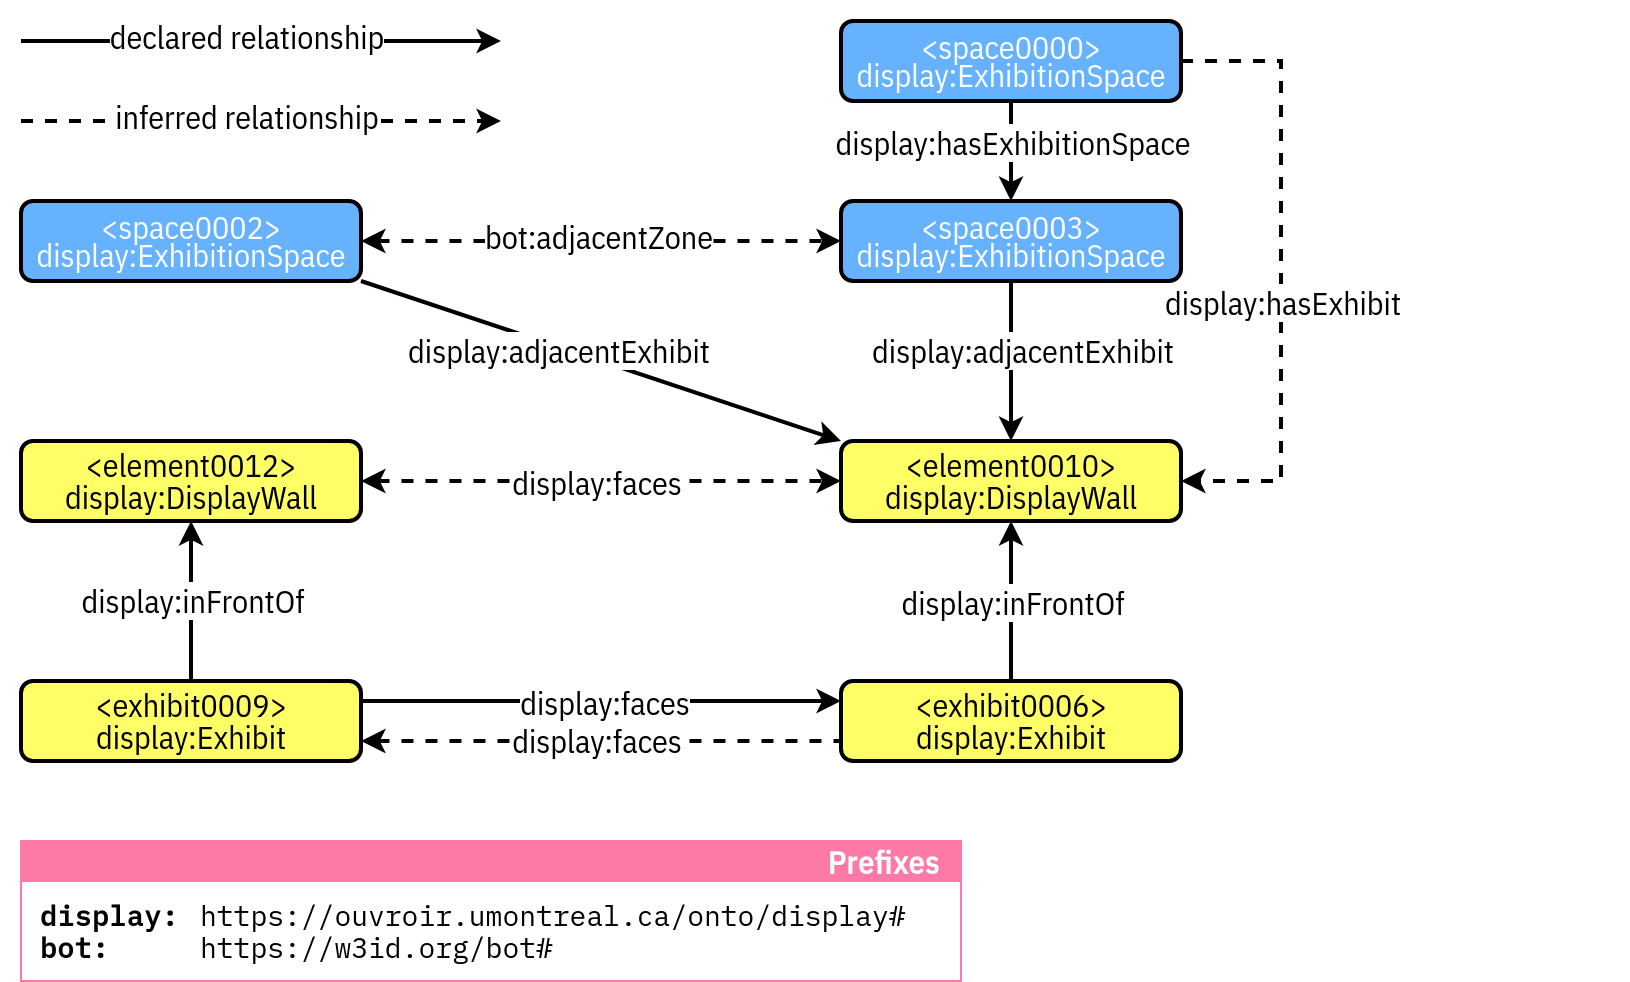 declared relationship
inferred relationship
<space0000>
display:ExhibitionSpace
display:hasExhibitionSpace
<space0002>
display:ExhibitionSpace
bot:adjacentZone
<space0003>
display:ExhibitionSpace
display:hasExhibit
display:adjacentExhibit
display:adjacentExhibit
<element0012>
display:DisplayWall
display:faces
<element0010>
display:DisplayWall
display:inFrontOf
display:inFrontOf
<exhibit0009>
display:Exhibit
display:faces
display:faces
<exhibit0006>
display:Exhibit
Prefixes
display: https://ouvroir.umontreal.ca/onto/display#
bot: https://w3id.org/bot#